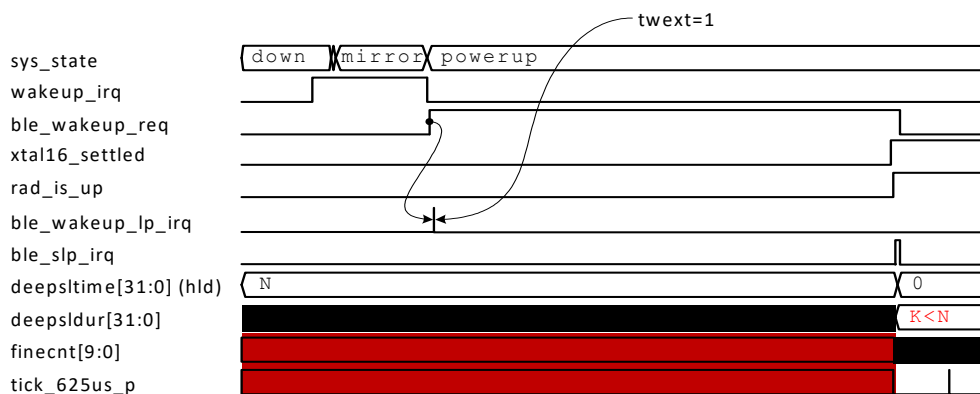 twext=1
sys_state down mirror powerup
wakeup_irq
ble_wakeup_req
xtal16_settled
rad_is_up
ble_wakeup_lp_irq
ble_slp_irq
deepsltime[31:0] (hld) N 0
deepsldur[31:0] K<N
finecnt[9:0]
tick_625us_p